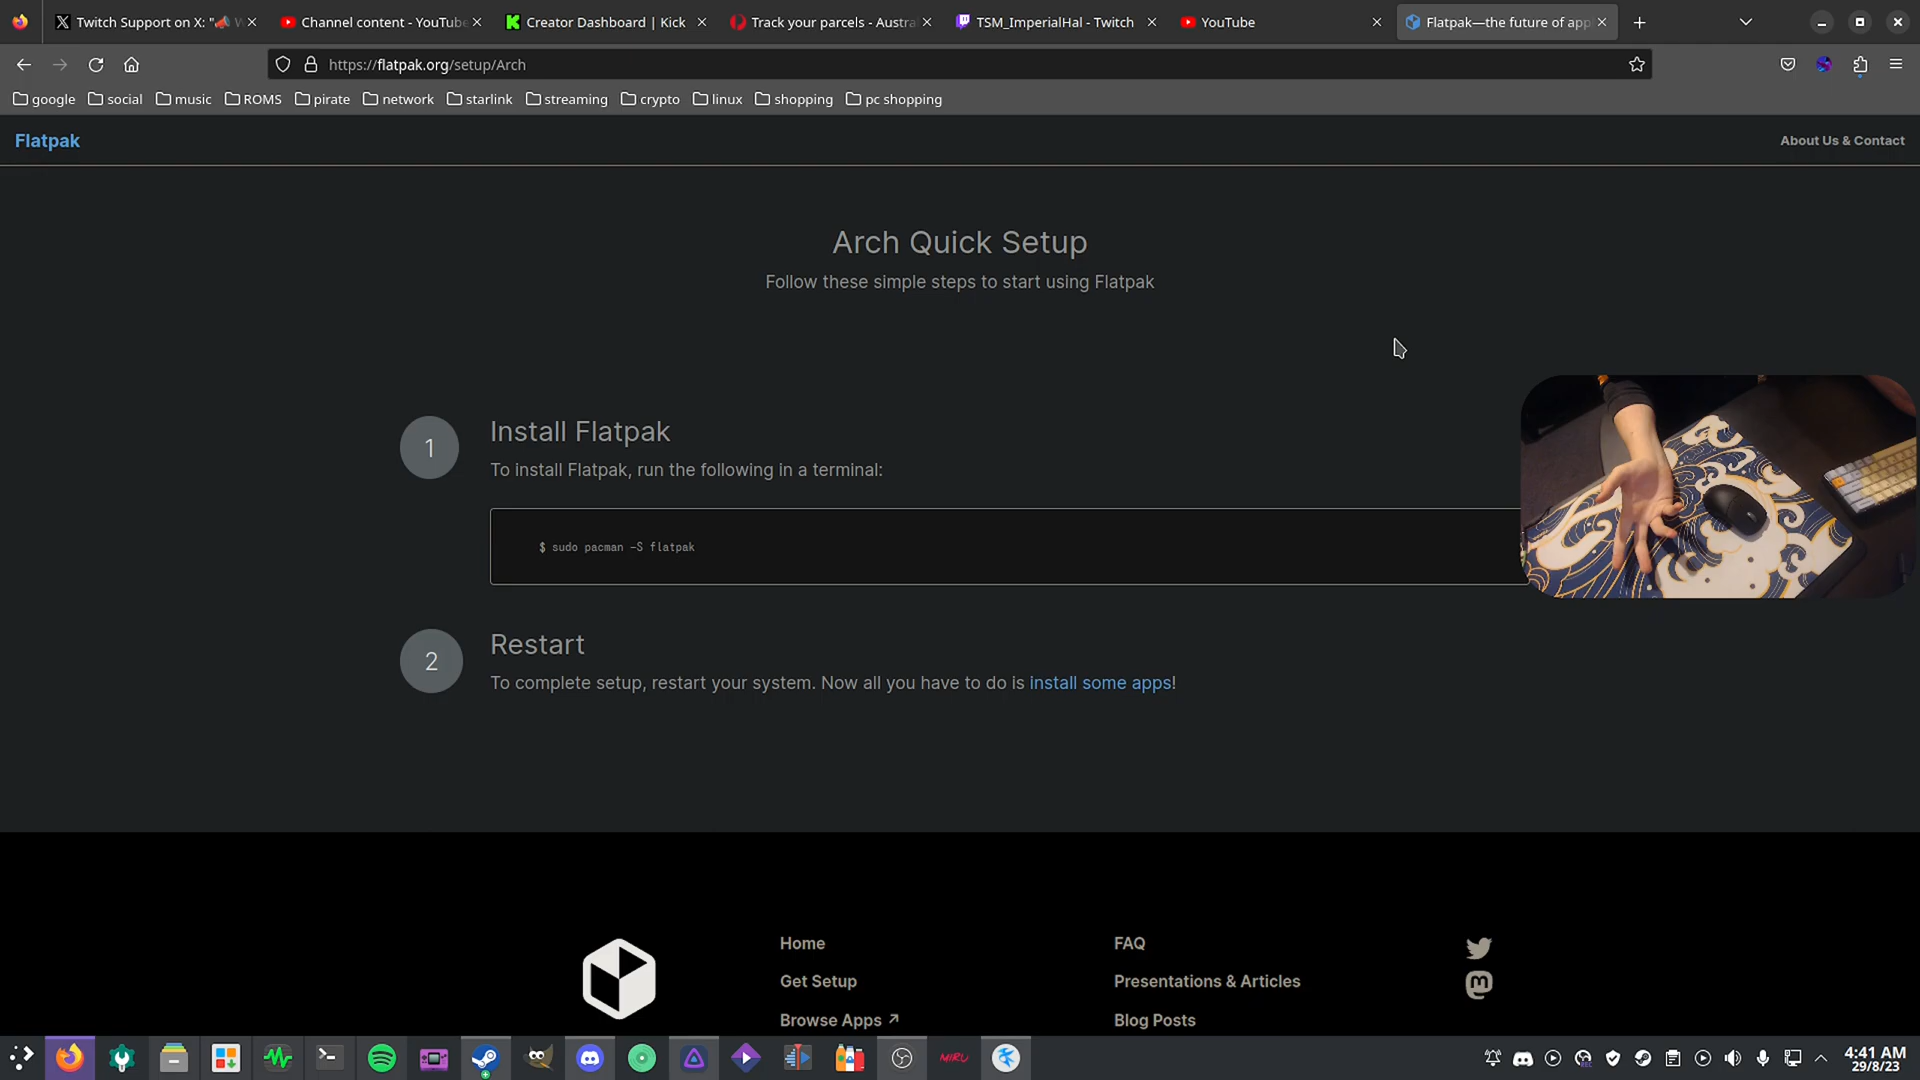 Twitch Support on X: "📣 W
Channel content - YouTube
Creator Dashboard | Kick
Track your parcels - Austra
TSM_ImperialHal - Twitch
YouTube
Flatpak—the future of app
https://flatpak.org/setup/Arch
google
social
music
ROMS
pirate
network
starlink
streaming
crypto
linux
shopping
pc shopping
Flatpak
About Us & Contact
Arch Quick Setup
Follow these simple steps to start using Flatpak
1
Install Flatpak
To install Flatpak, run the following in a terminal:
$ sudo pacman -S flatpak
2
Restart
To complete setup, restart your system. Now all you have to do is install some apps!
Home
FAQ
Get Setup
Presentations & Articles
Browse Apps ↗
Blog Posts
MIRU
4:41 AM
29/8/23